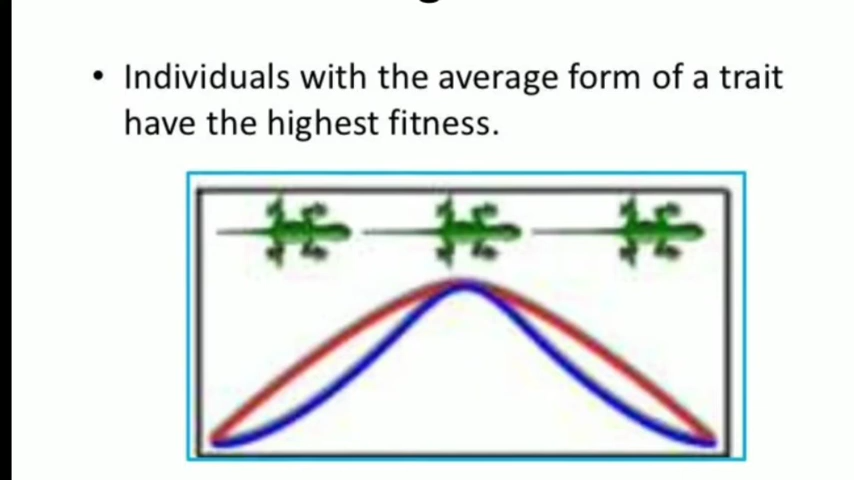 • Individuals with the average form of a trait
have the highest fitness.